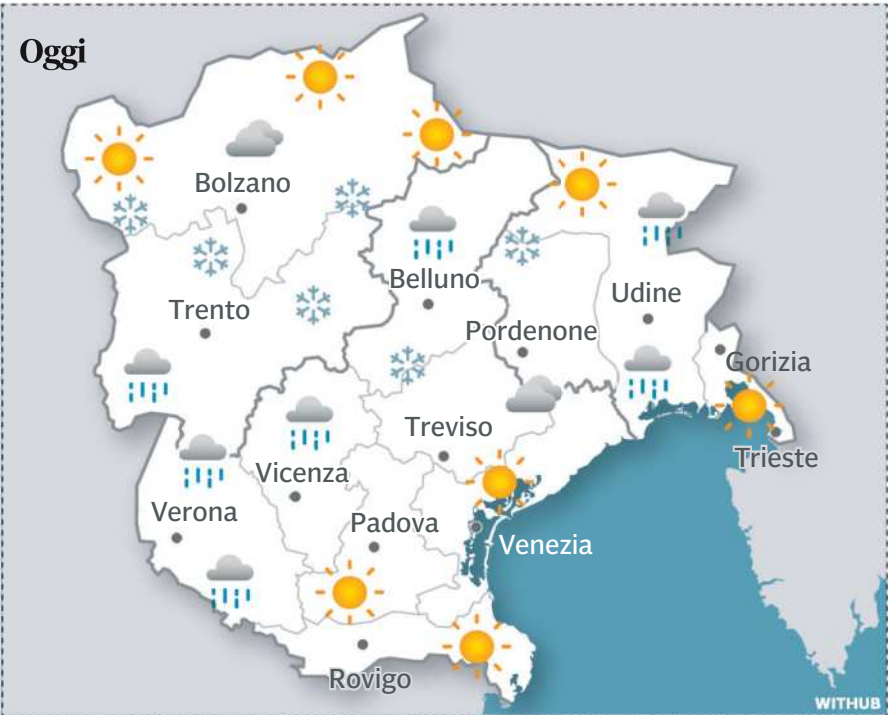 Oggi
Bolzano
Belluno
Udine
Trento
Pordenone
Gorizia
Treviso
Trieste
Vicenza
Verona
Padova
Venezia
Rovigo
WITHUB